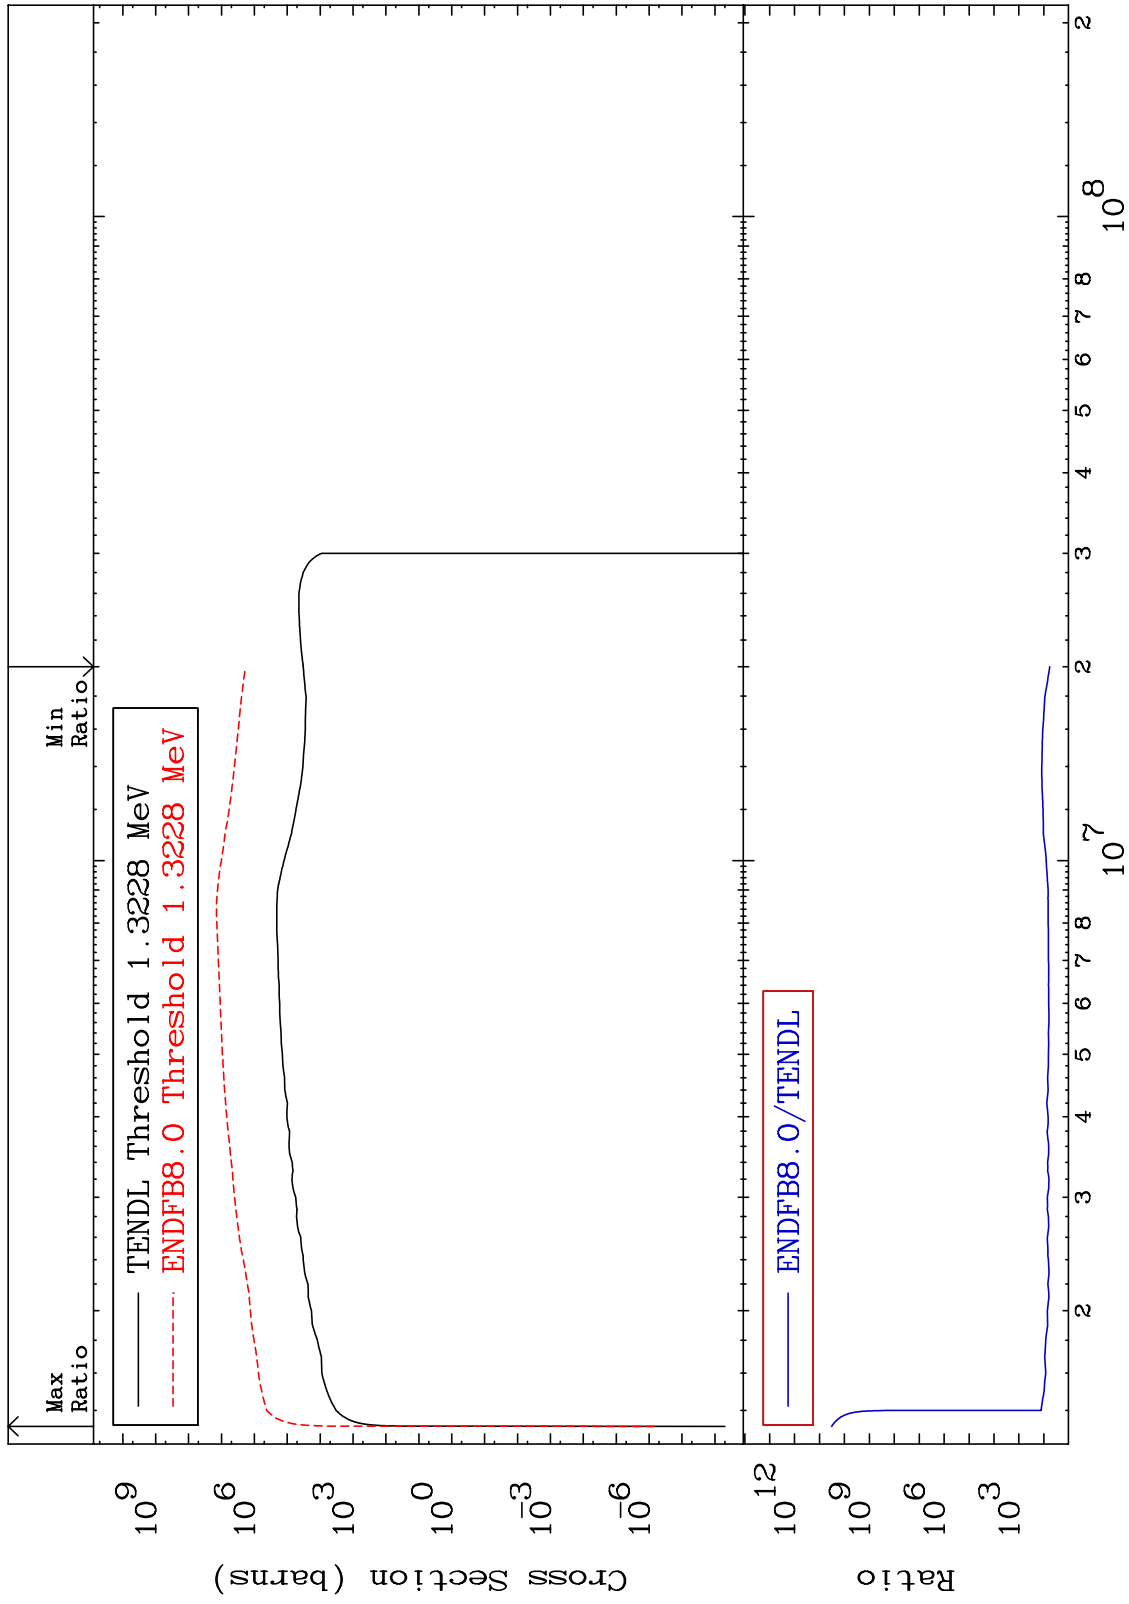 Max
Ratio
Min
Ratio
TENDL Threshold 1.3228 MeV
ENDFB8.0 Threshold 1.3228 MeV
Cross Section (barns)
10^9
10^6
10^3
10^0
10^-3
10^-6
ENDFB8.0/TENDL
Ratio
10^12
10^9
10^6
10^3
2 3 4 5 6 7 8 10^7 2 3 4 5 6 7 8 10^8 2